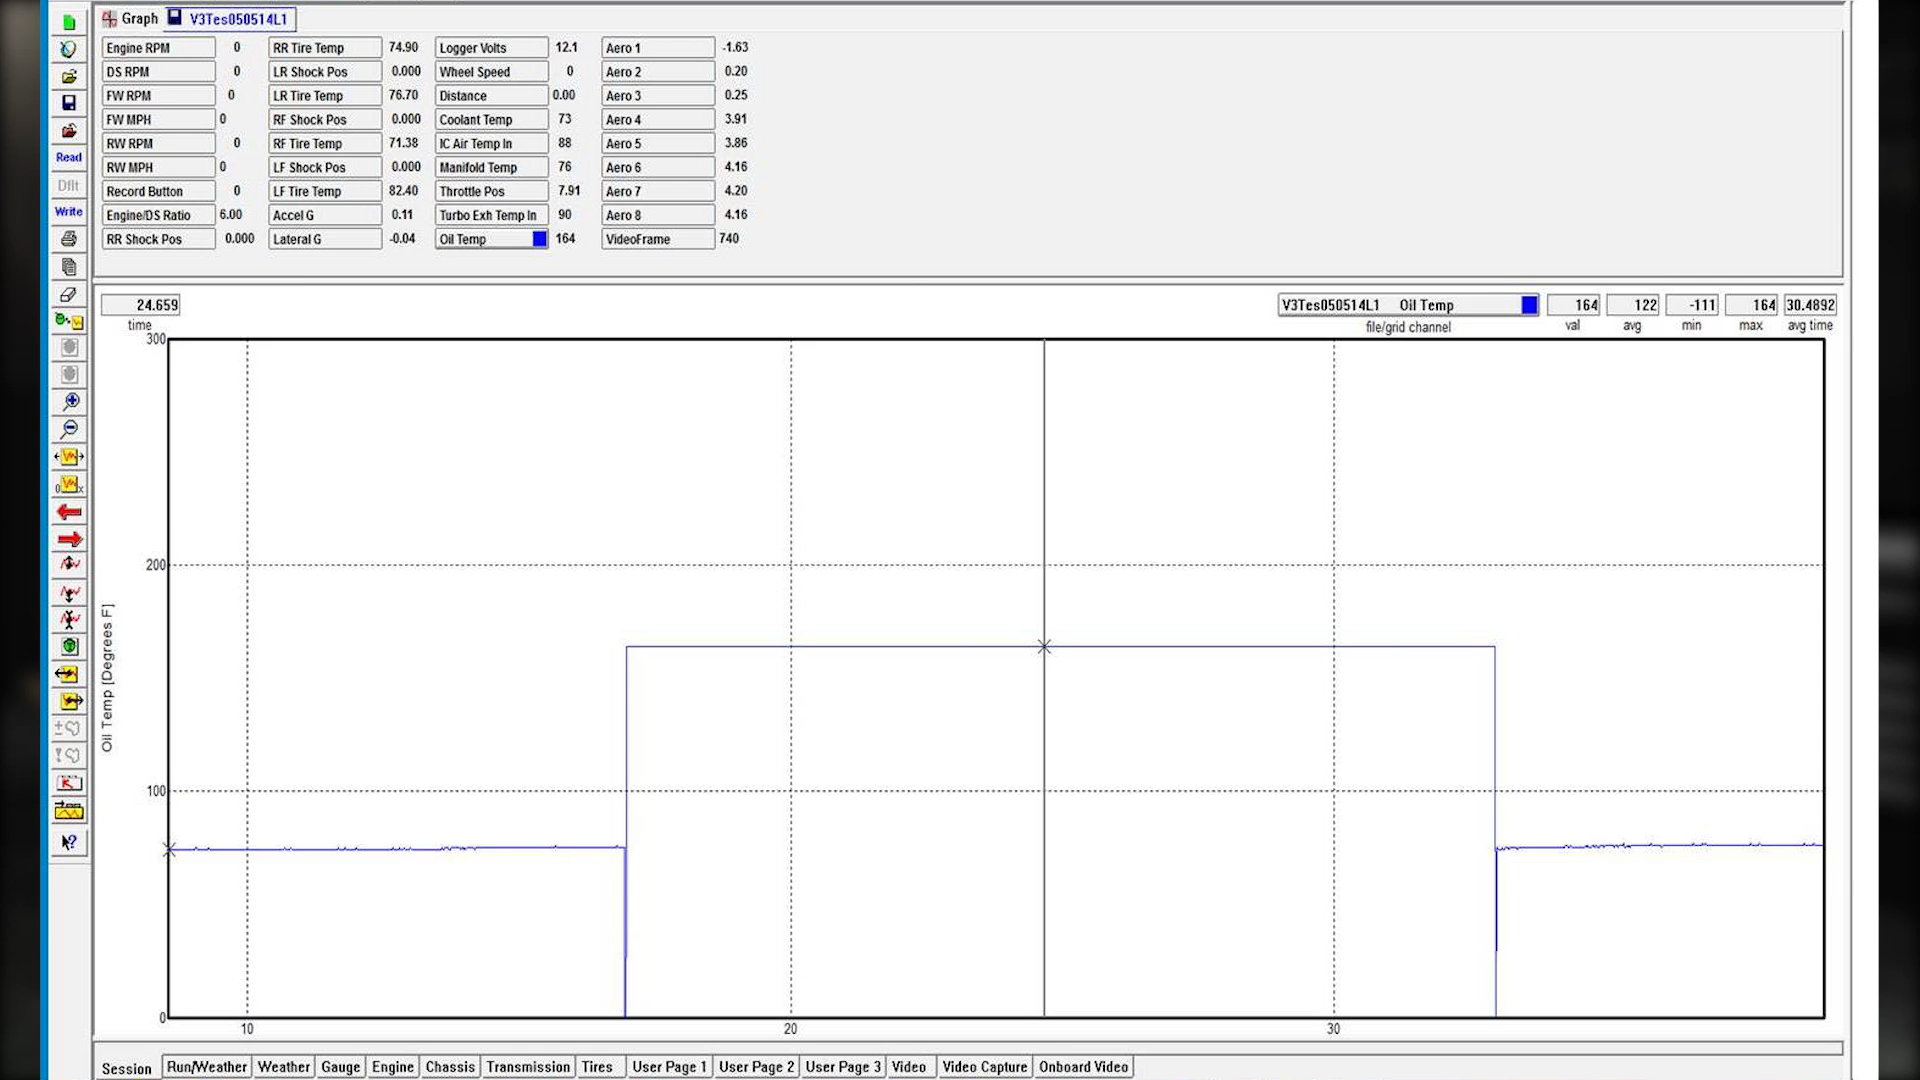 Graph V3Tes050514L1
Engine RPM 0 RR Tire Temp 74.90 Logger Volts 12.1 Aero 1 -1.63
DS RPM 0 LR Shock Pos 0.000 Wheel Speed 0 Aero 2 0.20
FW RPM 0 LR Tire Temp 76.70 Distance 0.00 Aero 3 0.25
FW MPH 0 RF Shock Pos 0.000 Coolant Temp 73 Aero 4 3.91
RW RPM 0 RF Tire Temp 71.38 IC Air Temp In 88 Aero 5 3.86
Read
RW MPH 0 LF Shock Pos 0.000 Manifold Temp 76 Aero 6 4.16
Dflt
Record Button 0 LF Tire Temp 82.40 Throttle Pos 7.91 Aero 7 4.20
Write
Engine/DS Ratio 6.00 Accel G 0.11 Turbo Exh Temp In 90 Aero 8 4.16
RR Shock Pos 0.000 Lateral G -0.04 Oil Temp 164 VideoFrame 740
24.659 V3Tes050514L1 Oil Temp 164 122 -111 164 30.4892
time file/grid channel val avg min max avg time
300
200
Oil Temp [Degrees F]
100
0
10 20 30
Session Run/Weather Weather Gauge Engine Chassis Transmission Tires User Page 1 User Page 2 User Page 3 Video Video Capture Onboard Video